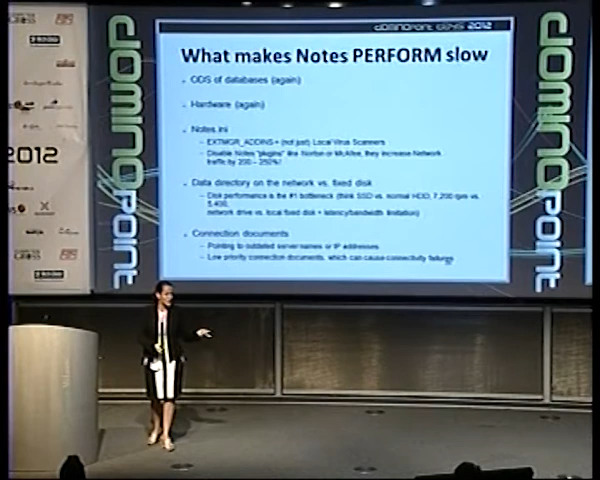 DOMINOPOINT GENIUS 2012
What makes Notes PERFORM slow
ODS of databases (again)
Hardware (again)
Notes.ini
– EXTMGR_ADDINS= (not just) Local Virus Scanners
– Disable Notes "plugins" like Norton or McAfee, they increase Network
traffic by 200 – 250%!
Data directory on the network vs. fixed disk
– Disk performance is the #1 bottleneck (think SSD vs. normal HDD, 7,200 rpm vs.
5,400,
network drive vs. local fixed disk = latency/bandwidth limitation)
Connection documents
– Pointing to outdated server names or IP addresses
– Low priority connection documents, which can cause connectivity failures
2012
DOMINOPOINT
DOMINOPOINT